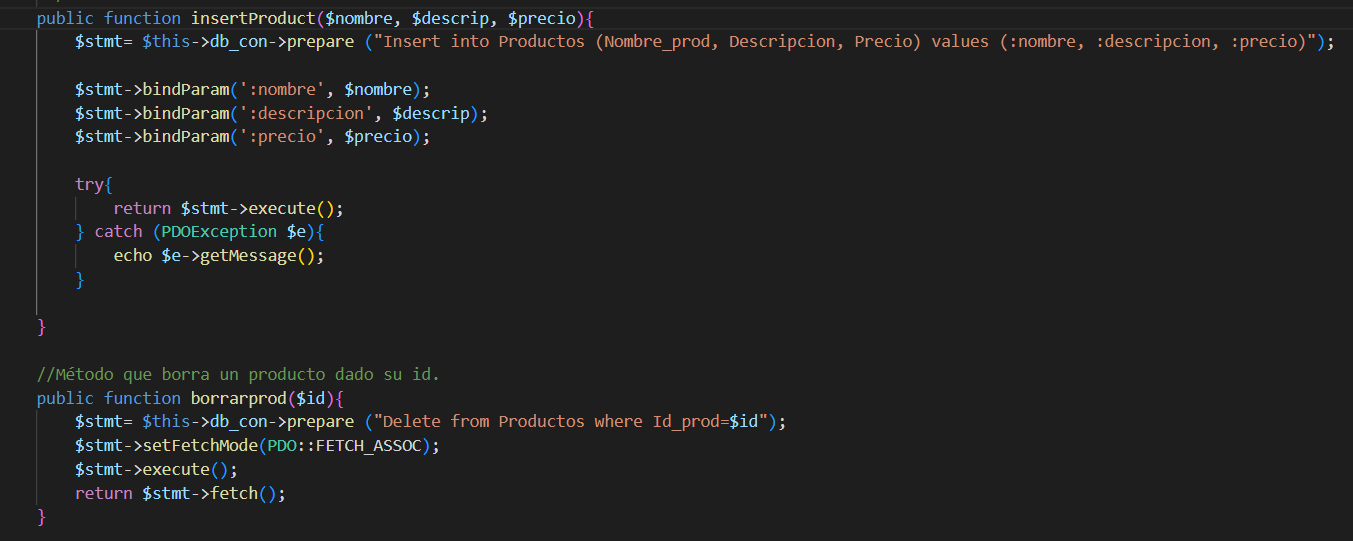 public function insertProduct($nombre, $descrip, $precio){
$stmt= $this->db_con->prepare ("Insert into Productos (Nombre_prod, Descripcion, Precio) values (:nombre, :descripcion, :precio)");
$stmt->bindParam(':nombre', $nombre);
$stmt->bindParam(':descripcion', $descrip);
$stmt->bindParam(':precio', $precio);
try{
return $stmt->execute();
} catch (PDOException $e){
echo $e->getMessage();
}
}
//Método que borra un producto dado su id.
public function borrarprod($id){
$stmt= $this->db_con->prepare ("Delete from Productos where Id_prod=$id");
$stmt->setFetchMode(PDO::FETCH_ASSOC);
$stmt->execute();
return $stmt->fetch();
}